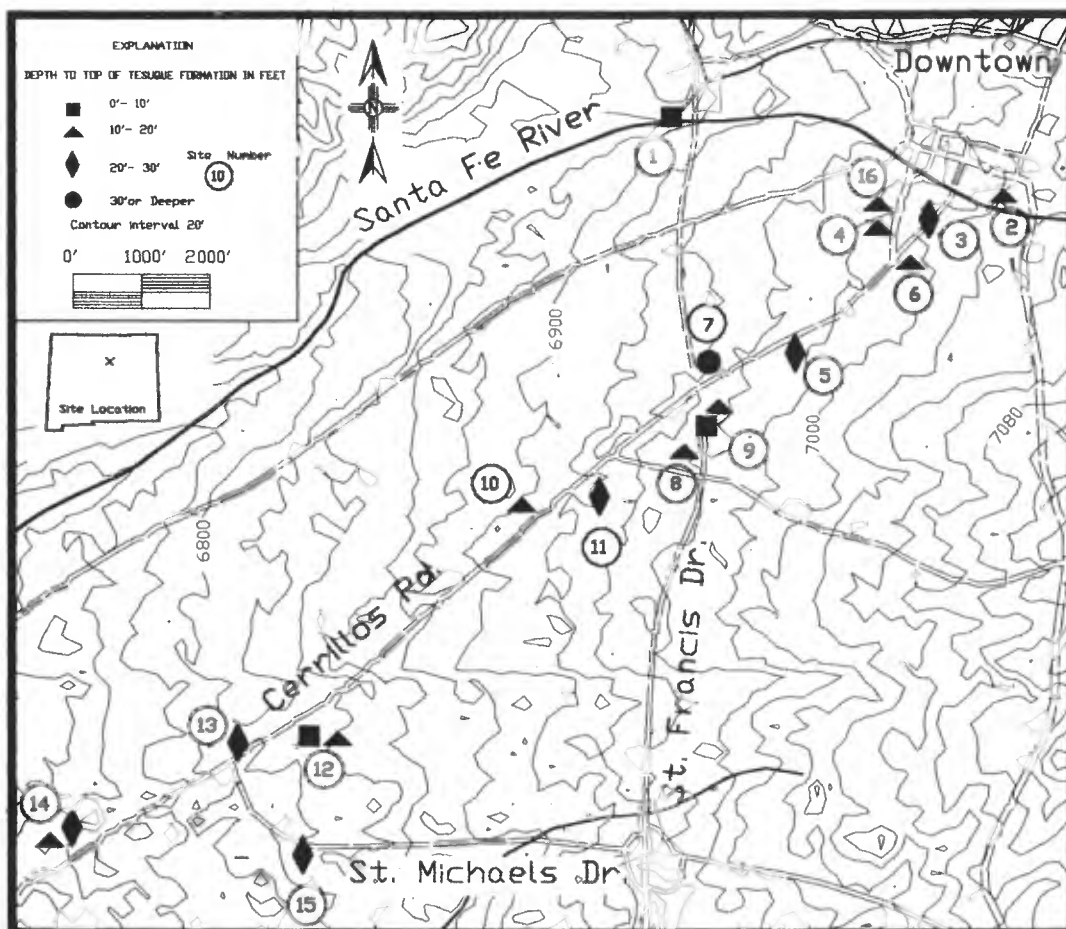 EXPLANATION
DEPTH TO TOP OF TESUQUE FORMATION IN FEET
0'- 10'
10'- 20'
20'- 30'
Site Number
10
30'or Deeper
Contour interval 20'
0' 1000' 2000'
N
Site Location
Downtown
Santa Fe River
1
16
4
3
2
6
7
5
6900
7000
7080
9
8
10
11
6800
Cerrillos Rd.
St. Francis Dr.
13
12
14
15
St. Michaels Dr.